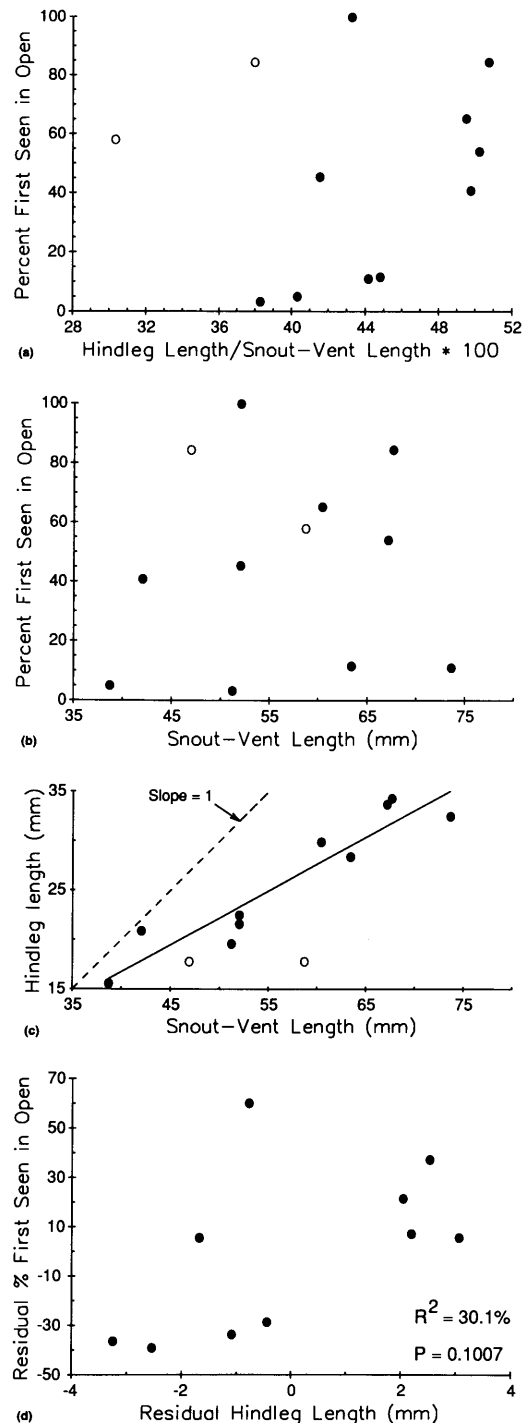 100
80
60
40
20
0
Percent First Seen in Open
28 32 36 40 44 48 52
(a) Hindleg Length/Snout-Vent Length * 100
100
80
60
40
20
0
Percent First Seen in Open
35 45 55 65 75
(b) Snout-Vent Length (mm)
35
25
15
Hindleg length (mm)
Slope = 1
35 45 55 65 75
(c) Snout-Vent Length (mm)
70
50
30
10
-10
-30
-50
Residual % First Seen in Open
R² = 30.1%
P = 0.1007
-4 -2 0 2 4
(d) Residual Hindleg Length (mm)